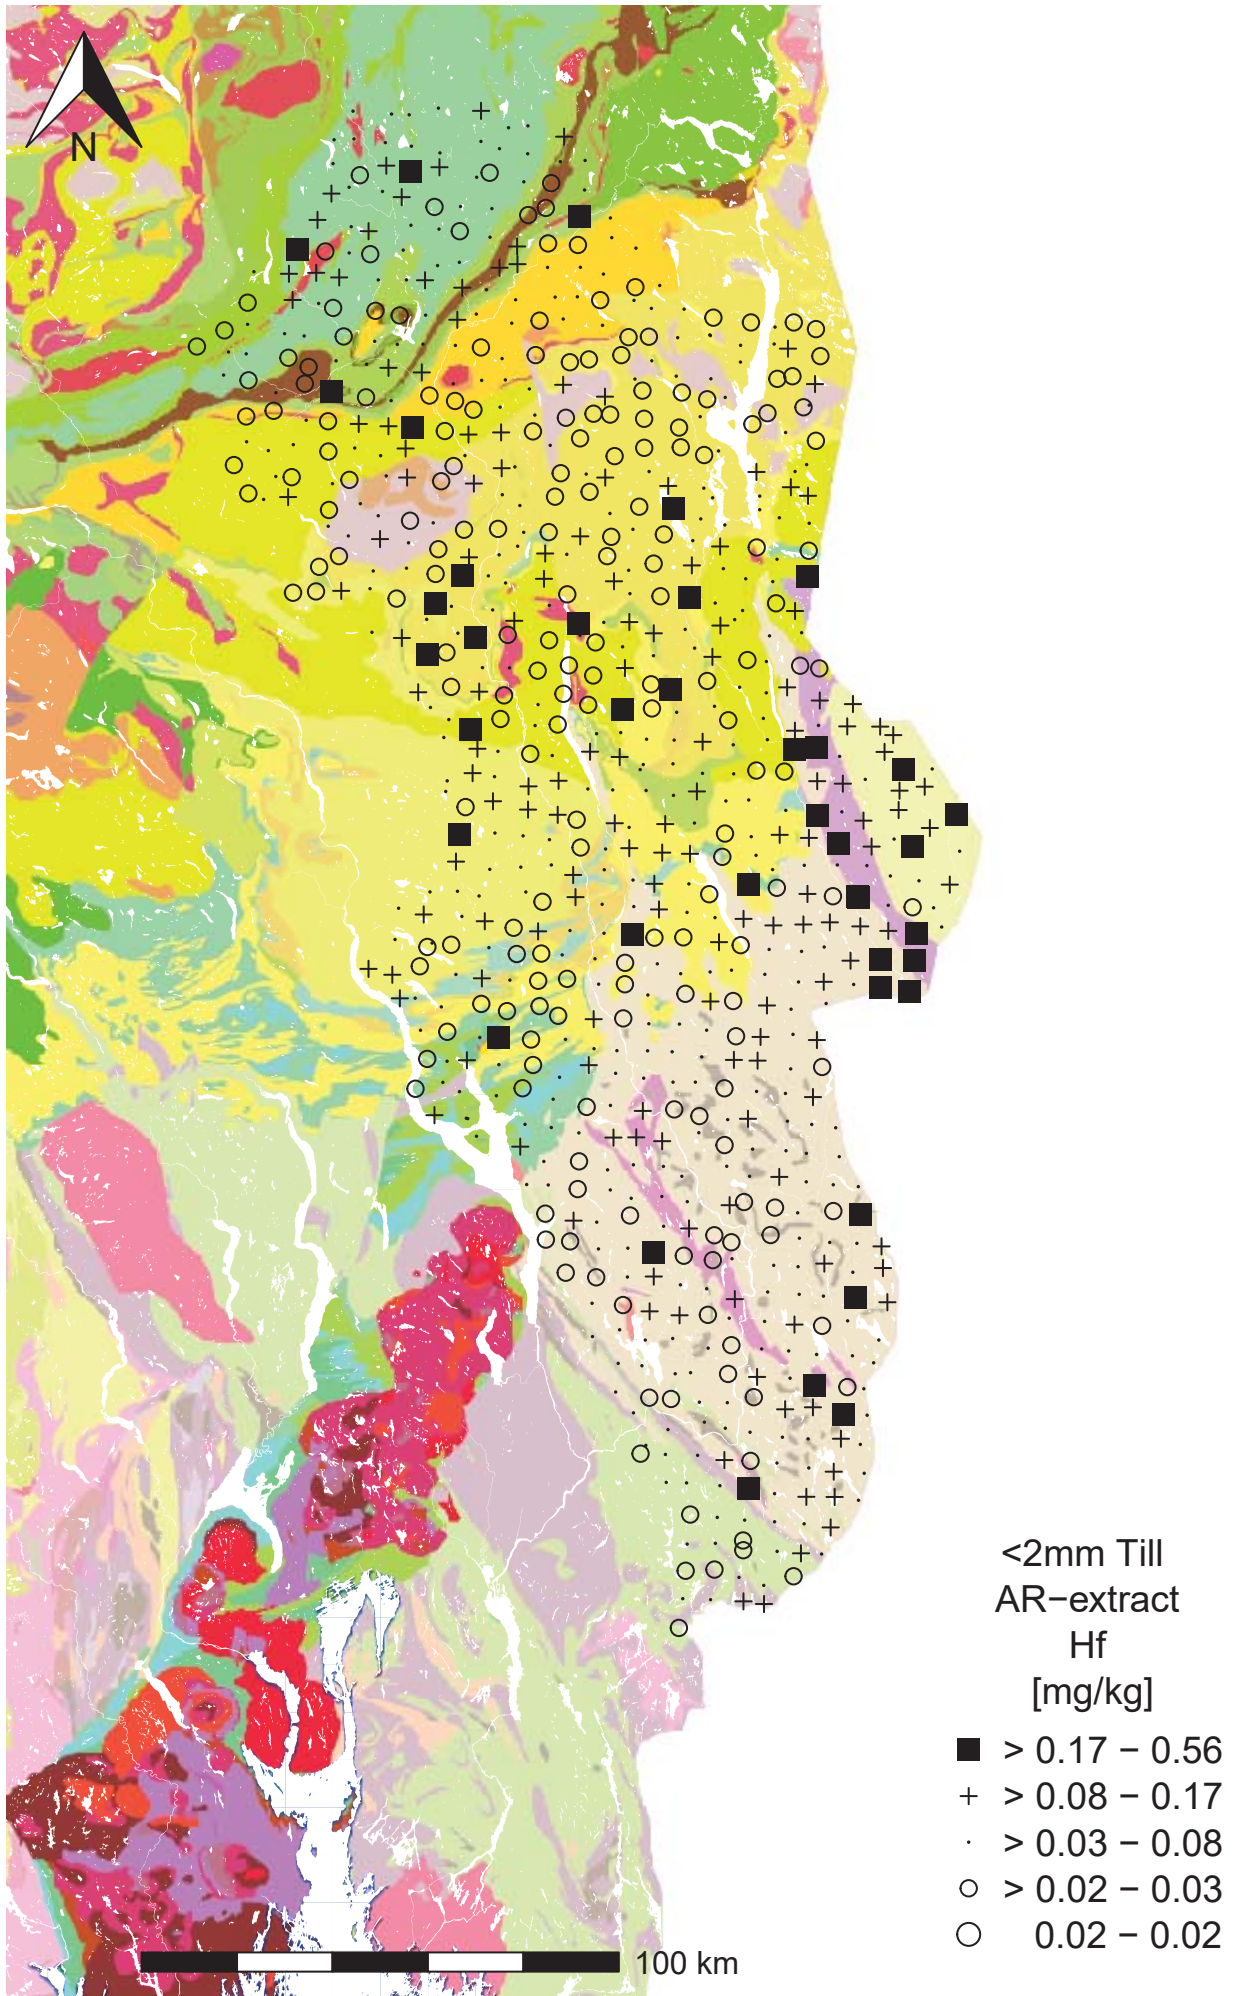 N
<2mm Till
AR−extract
Hf
[mg/kg]
> 0.17 − 0.56
> 0.08 − 0.17
> 0.03 − 0.08
> 0.02 − 0.03
0.02 − 0.02
100 km